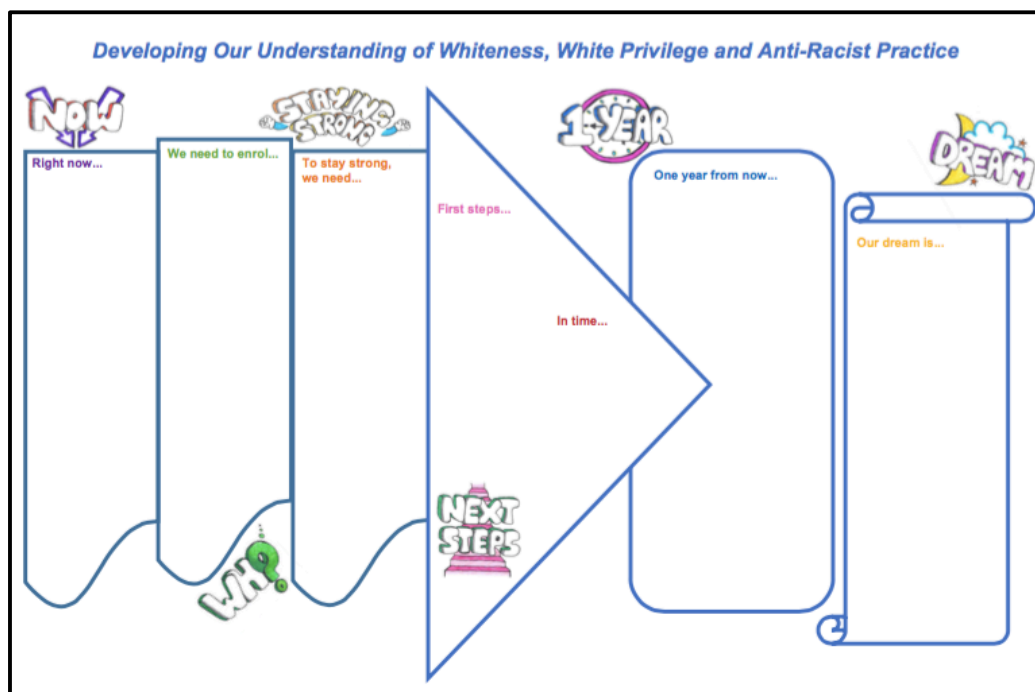 Developing Our Understanding of Whiteness, White Privilege and Anti-Racist Practice
NOW
Right now...
We need to enrol...
WHO?
STAYING
STRONG
To stay strong,
we need...
First steps...
In time...
NEXT
STEPS
1 YEAR
One year from now...
DREAM
Our dream is...